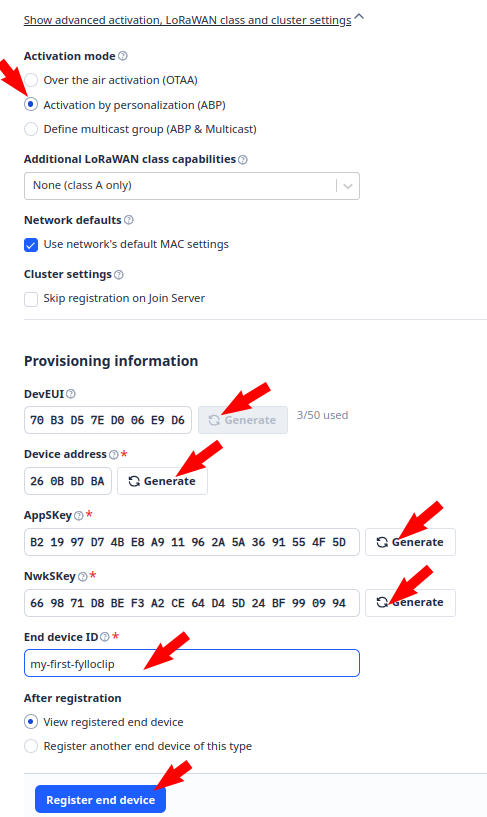 Show advanced activation, LoRaWAN class and cluster settings
Activation mode
Over the air activation (OTAA)
Activation by personalization (ABP)
Define multicast group (ABP & Multicast)
Additional LoRaWAN class capabilities
None (class A only)
Network defaults
Use network's default MAC settings
Cluster settings
Skip registration on Join Server
Provisioning information
DevEUI
70 B3 D5 7E D0 06 E9 D6 Generate 3/50 used
Device address *
26 0B BD BA Generate
AppSKey *
B2 19 97 D7 4B E8 A9 11 96 2A 5A 36 91 55 4F 5D Generate
NwkSKey *
66 98 71 D8 BE F3 A2 CE 64 D4 5D 24 BF 99 09 94 Generate
End device ID *
my-first-fylloclip
After registration
View registered end device
Register another end device of this type
Register end device